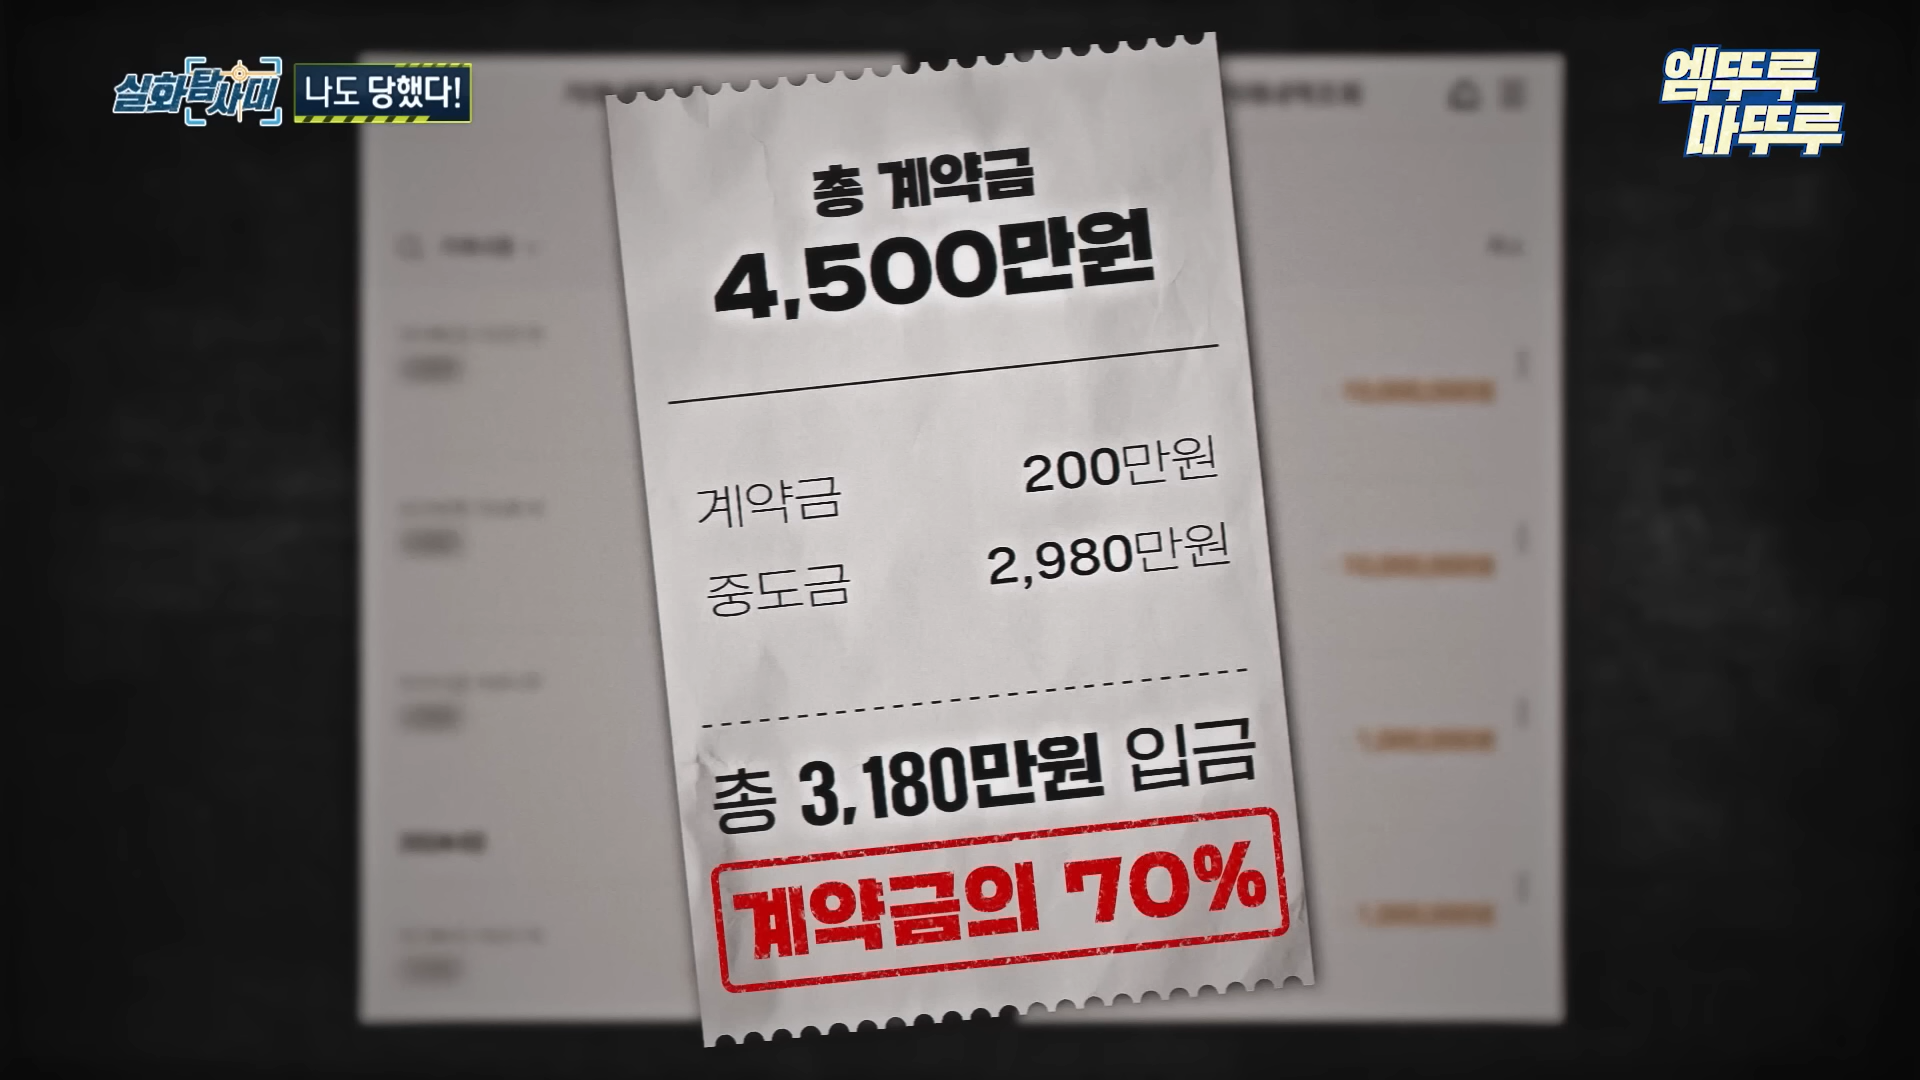 실화탐사대 나도 당했다!
엠뚜루
마뚜루
총 계약금
4,500만원
계약금 200만원
중도금 2,980만원
총 3,180만원 입금
계약금의 70%